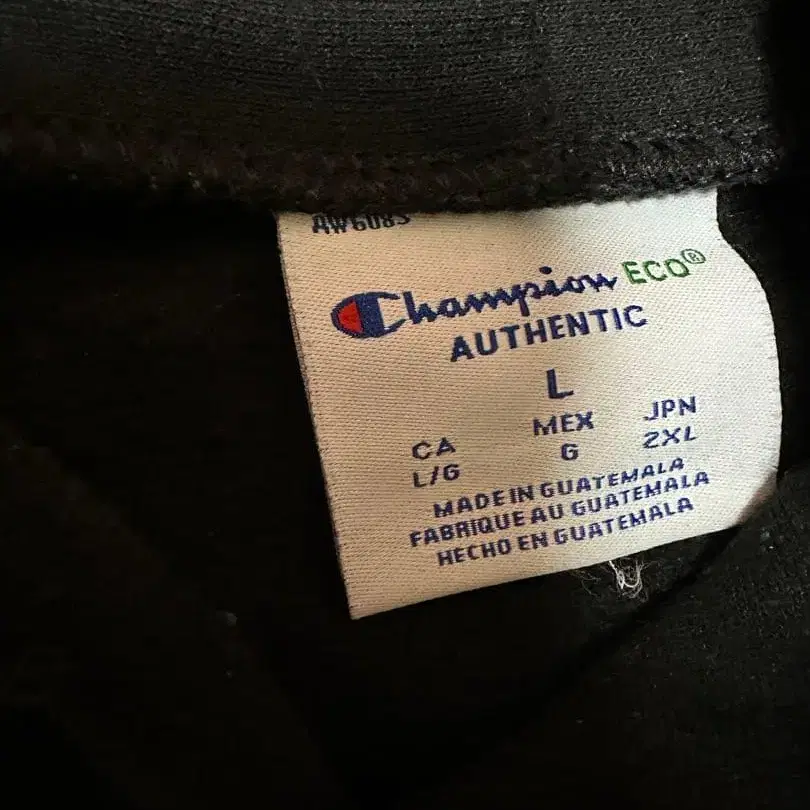 Champion ECO®
AUTHENTIC
L
CA MEX JPN
L/G G 2XL
MADE IN GUATEMALA
FABRIQUE AU GUATEMALA
HECHO EN GUATEMALA